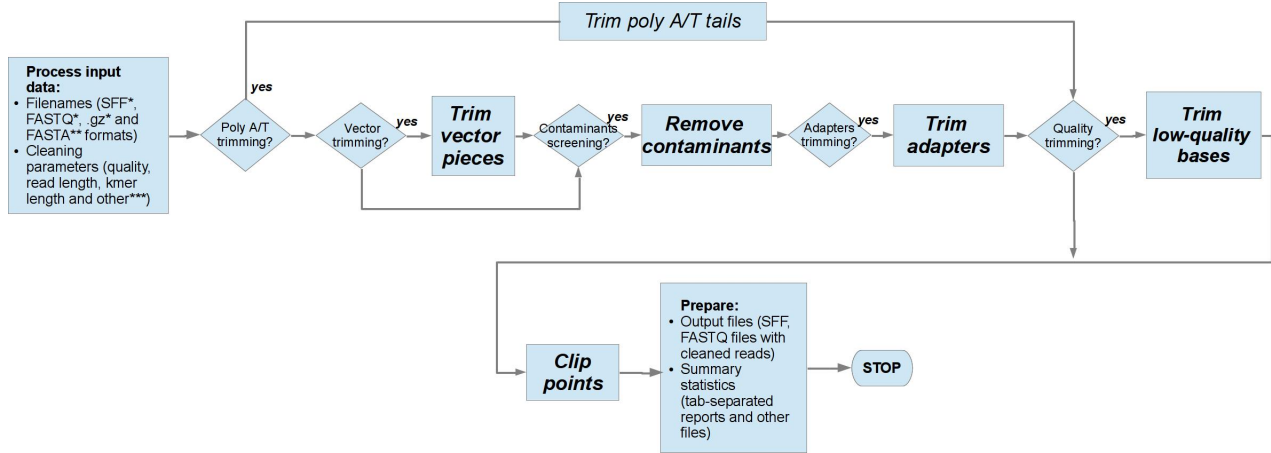 Trim poly A/T tails
Process input
data:
• Filenames (SFF*,
FASTQ*, .gz* and
FASTA** formats)
• Cleaning
parameters (quality,
read length, kmer
length and other***)
yes
Poly A/T
trimming?
Vector
trimming?
yes
Trim
vector
pieces
Contaminants
screening?
yes
Remove
contaminants
Adapters
trimming?
yes
Trim
adapters
Quality
trimming?
yes
Trim
low-quality
bases
Clip
points
Prepare:
• Output files (SFF,
FASTQ files with
cleaned reads)
• Summary
statistics
(tab-separated
reports and other
files)
STOP